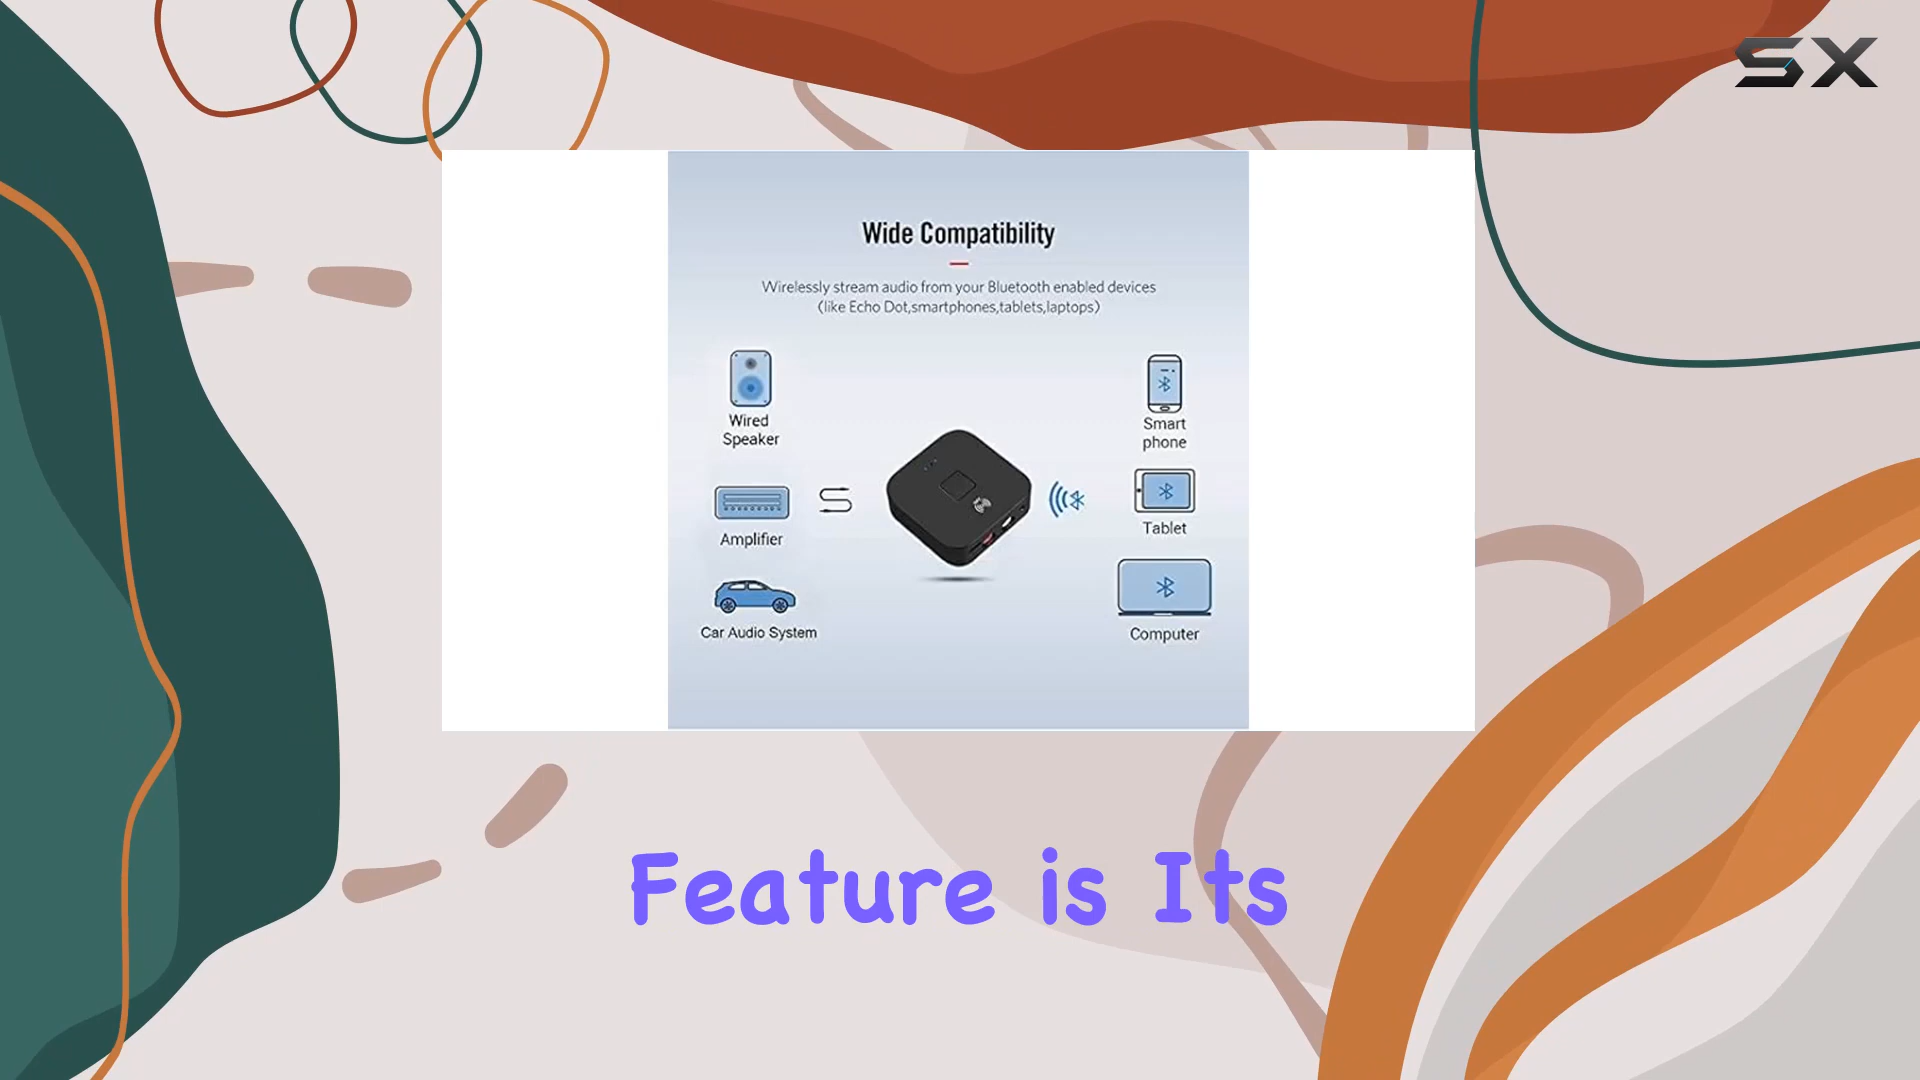 SX
Wide Compatibility
Wirelessly stream audio from your Bluetooth enabled devices
(like Echo Dot,smartphones,tablets,laptops)
Wired
Speaker
Amplifier
Car Audio System
Smart
phone
Tablet
Computer
Feature is Its